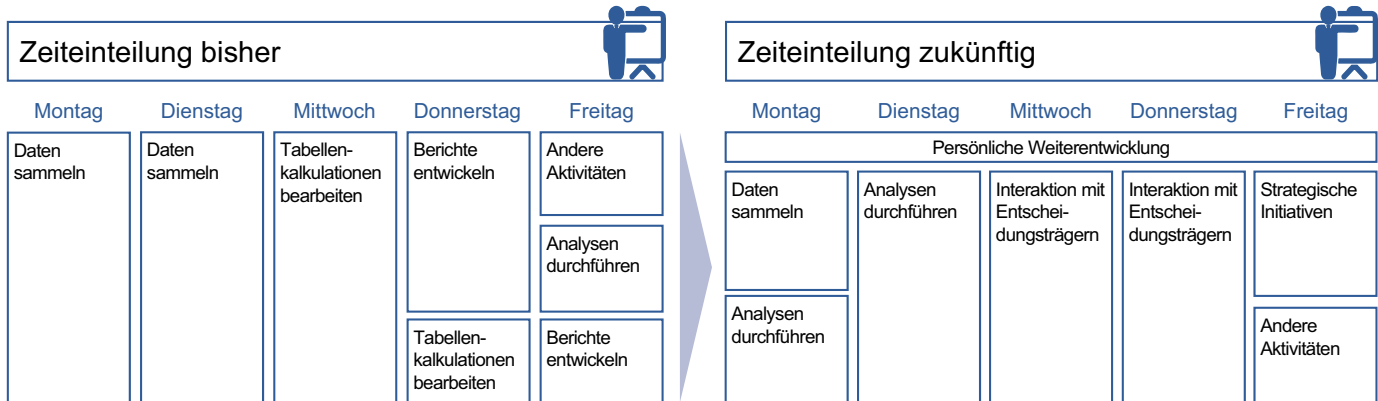 Zeiteinteilung bisher
Montag
Dienstag
Mittwoch
Donnerstag
Freitag
Daten
sammeln
Daten
sammeln
Tabellen-
kalkulationen
bearbeiten
Berichte
entwickeln
Tabellen-
kalkulationen
bearbeiten
Andere
Aktivitäten
Analysen
durchführen
Berichte
entwickeln
Zeiteinteilung zukünftig
Montag
Dienstag
Mittwoch
Donnerstag
Freitag
Persönliche Weiterentwicklung
Daten
sammeln
Analysen
durchführen
Analysen
durchführen
Interaktion mit
Entschei-
dungsträgern
Interaktion mit
Entschei-
dungsträgern
Strategische
Initiativen
Andere
Aktivitäten